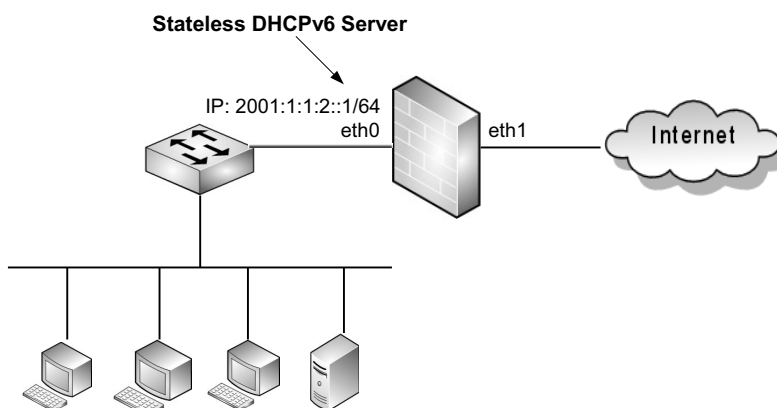 Stateless DHCPv6 Server
IP: 2001:1:1:2::1/64
eth0
eth1
Internet